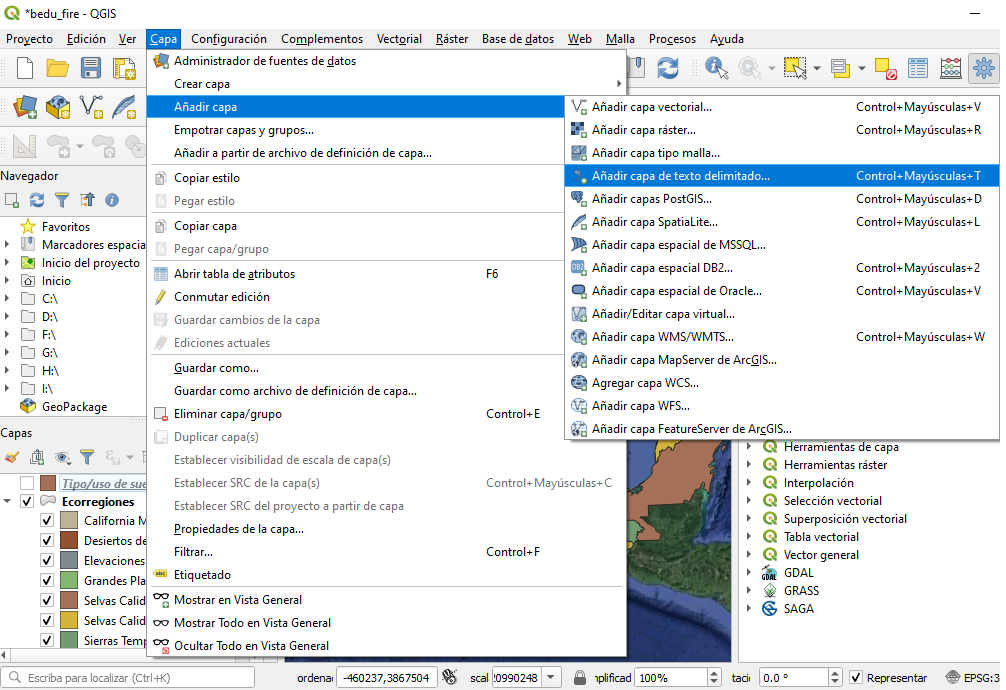 *bedu_fire - QGIS
Proyecto Edición Ver Capa Configuración Complementos Vectorial Ráster Base de datos Web Malla Procesos Ayuda
Administrador de fuentes de datos
Crear capa
Añadir capa
Empotrar capas y grupos...
Añadir a partir de archivo de definición de capa...
Copiar estilo
Pegar estilo
Copiar capa
Pegar capa/grupo
Abrir tabla de atributos F6
Conmutar edición
Guardar cambios de la capa
Ediciones actuales
Guardar como...
Guardar como archivo de definición de capa...
Eliminar capa/grupo Control+E
Duplicar capa(s)
Establecer visibilidad de escala de capa(s)
Establecer SRC de la capa(s) Control+Mayúsculas+C
Establecer SRC del proyecto a partir de capa
Propiedades de la capa...
Filtrar... Control+F
abc Etiquetado
Mostrar en Vista General
Mostrar Todo en Vista General
Ocultar Todo en Vista General
Añadir capa vectorial... Control+Mayúsculas+V
Añadir capa ráster... Control+Mayúsculas+R
Añadir capa tipo malla...
Añadir capa de texto delimitado... Control+Mayúsculas+T
Añadir capas PostGIS... Control+Mayúsculas+D
Añadir capa SpatiaLite... Control+Mayúsculas+L
Añadir capa espacial de MSSQL...
DB2 Añadir capa espacial DB2... Control+Mayúsculas+2
Añadir capa espacial de Oracle... Control+Mayúsculas+V
Añadir/Editar capa virtual...
Añadir capa WMS/WMTS... Control+Mayúsculas+W
Añadir capa MapServer de ArcGIS...
Agregar capa WCS...
Añadir capa WFS...
Añadir capa FeatureServer de ArcGIS...
Navegador
Favoritos
Marcadores espacia
Inicio del proyecto
Inicio
C:\
D:\
F:\
G:\
H:\
I:\
GeoPackage
Capas
Tipo/uso de sue
Ecorregiones
California M
Desiertos de
Elevaciones
Grandes Pla
Selvas Calid
Selvas Calid
Sierras Temp
Herramientas de capa
Herramientas ráster
Interpolación
Selección vectorial
Superposición vectorial
Tabla vectorial
Vector general
GDAL GDAL
GRASS
SAGA
Escriba para localizar (Ctrl+K) ordena -460237,3867504 scal 0990248 plificad 100% taci 0.0 ° Representar EPSG:3